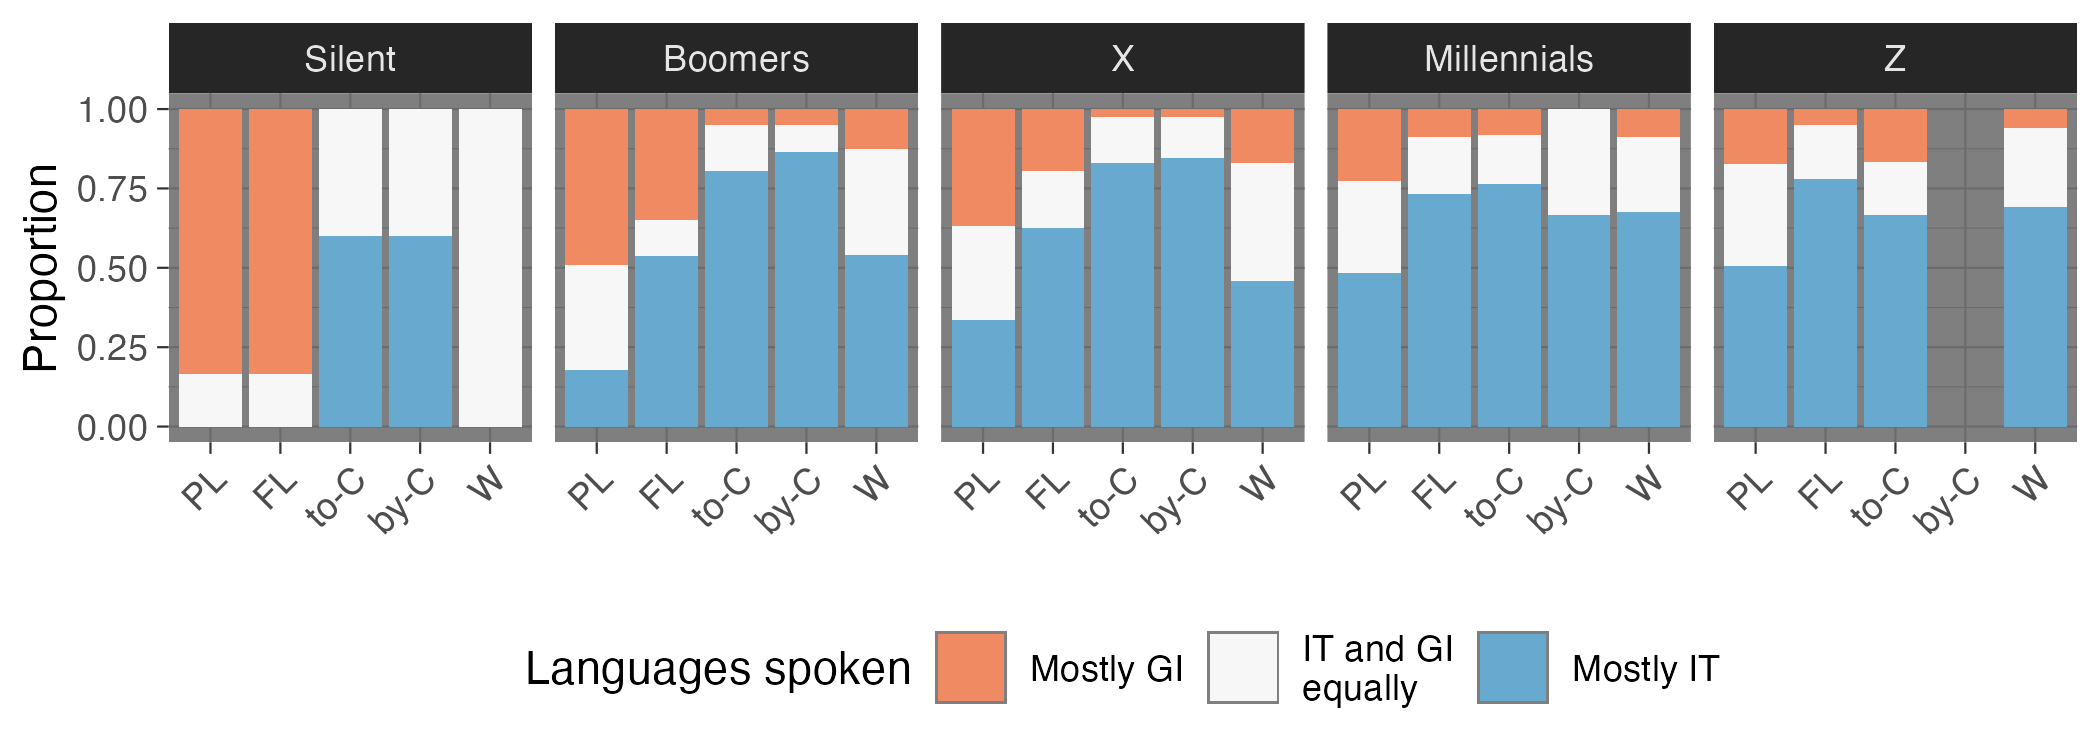 Silent Boomers X Millennials Z
Proportion
1.00
0.75
0.50
0.25
0.00
PL FL to-C by-C W PL FL to-C by-C W PL FL to-C by-C W PL FL to-C by-C W PL FL to-C by-C W
Languages spoken Mostly GI IT and GI Mostly IT
equally